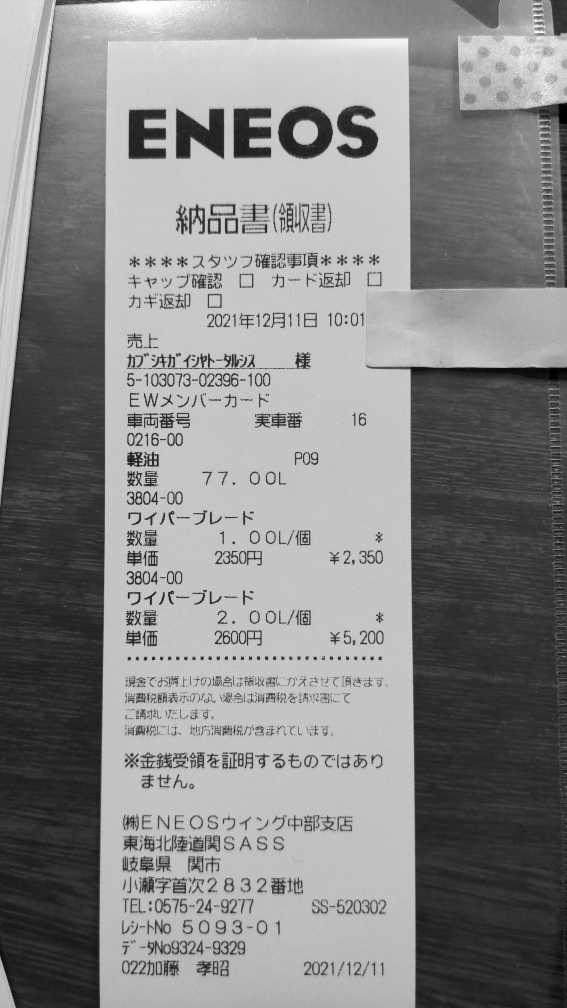 ENEOS
納品書(領収書)
＊＊＊＊スタッフ確認事項＊＊＊＊
キャップ確認 □ カード返却 □
カギ返却 □
2021年12月11日 10:01
売上
ｶﾌﾞｼｷｶﾞｲｼﾔﾄｰﾀﾙｼｽ 様
5-103073-02396-100
ＥＷメンバーカード
車両番号 実車番 16
0216-00
軽油 P09
数量 ７７．００L
3804-00
ワイパーブレード
数量 １．００L/個 *
単価 2350円 ¥2,350
3804-00
ワイパーブレード
数量 ２．００L/個 *
単価 2600円 ¥5,200
現金でお買上げの場合は領収書にかえさせて頂きます。
消費税額表示のない場合は消費税を請求書にて
ご請求いたします。
消費税には、地方消費税が含まれています。
※金銭受領を証明するものではあり
ません。
㈱ＥＮＥＯＳウイング中部支店
東海北陸道関ＳＡＳＳ
岐阜県 関市
小瀬字首次２８３２番地
TEL:0575-24-9277 SS-520302
ﾚｼｰﾄNo ５０９３-０１
ﾃﾞｰﾀNo9324-9329
022加藤 孝昭 2021/12/11